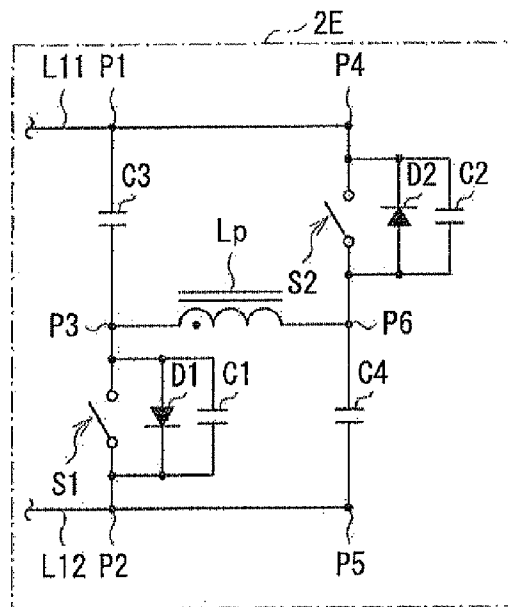 2E
L11 P1 P4
C3 D2 C2
Lp
S2
P3 P6
D1 C1 C4
S1
L12 P2 P5